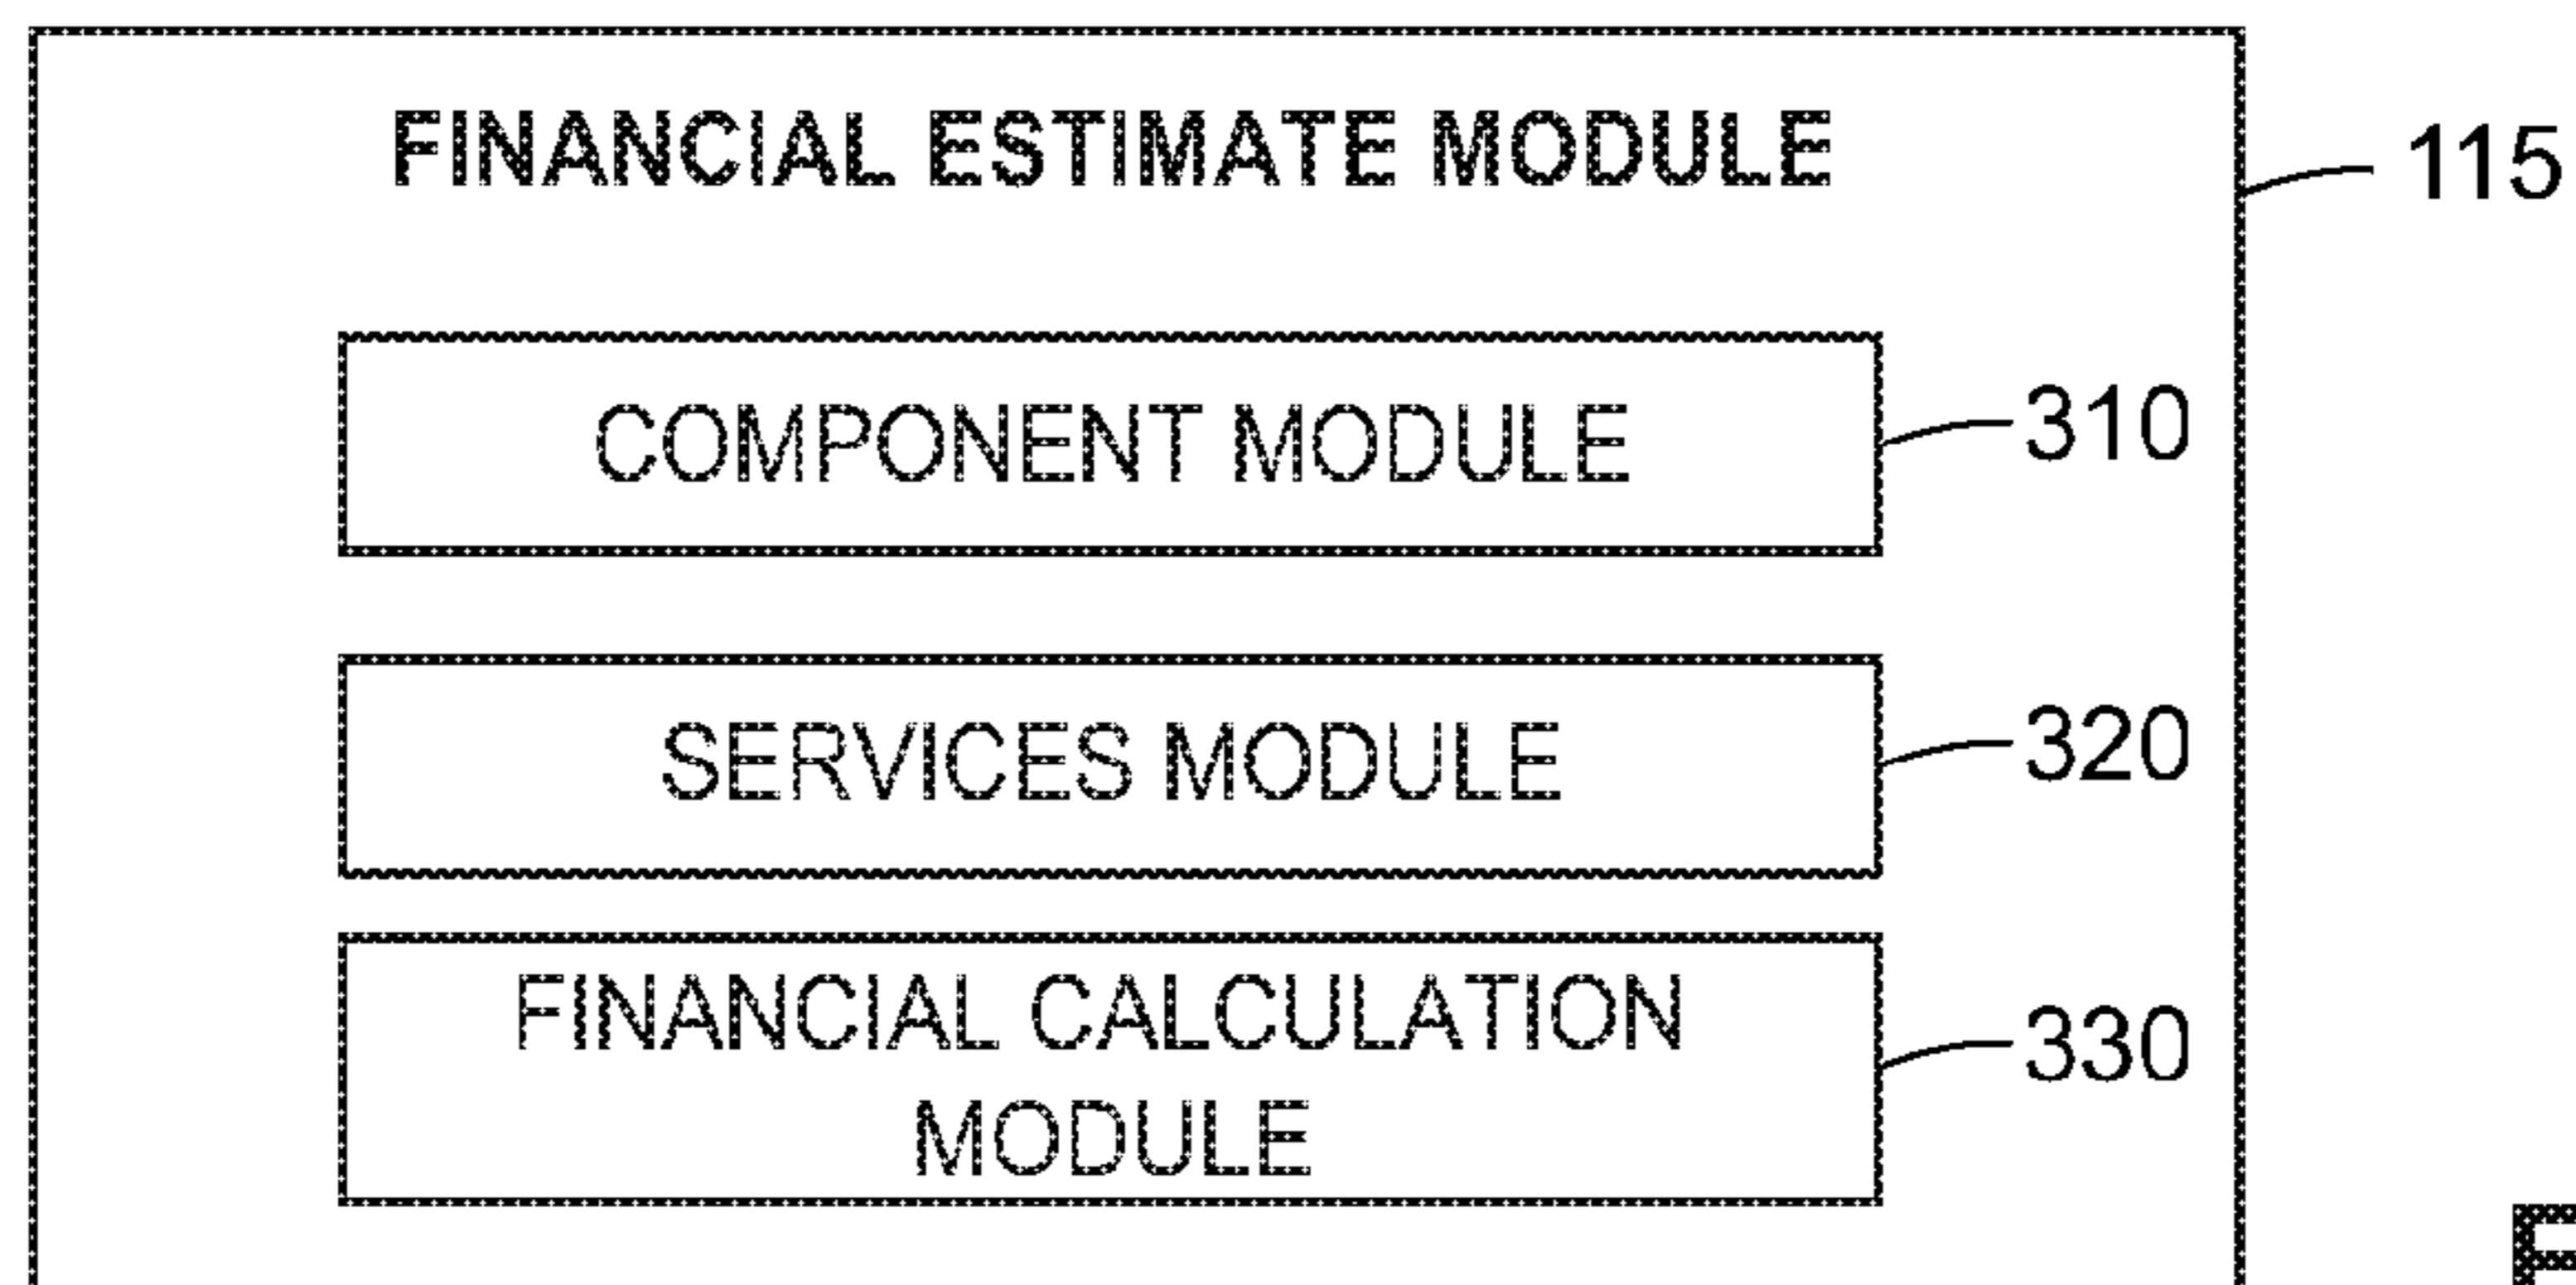 FINANCIAL ESTIMATE MODULE
115
COMPONENT MODULE
310
SERVICES MODULE
320
FINANCIAL CALCULATION
MODULE
330